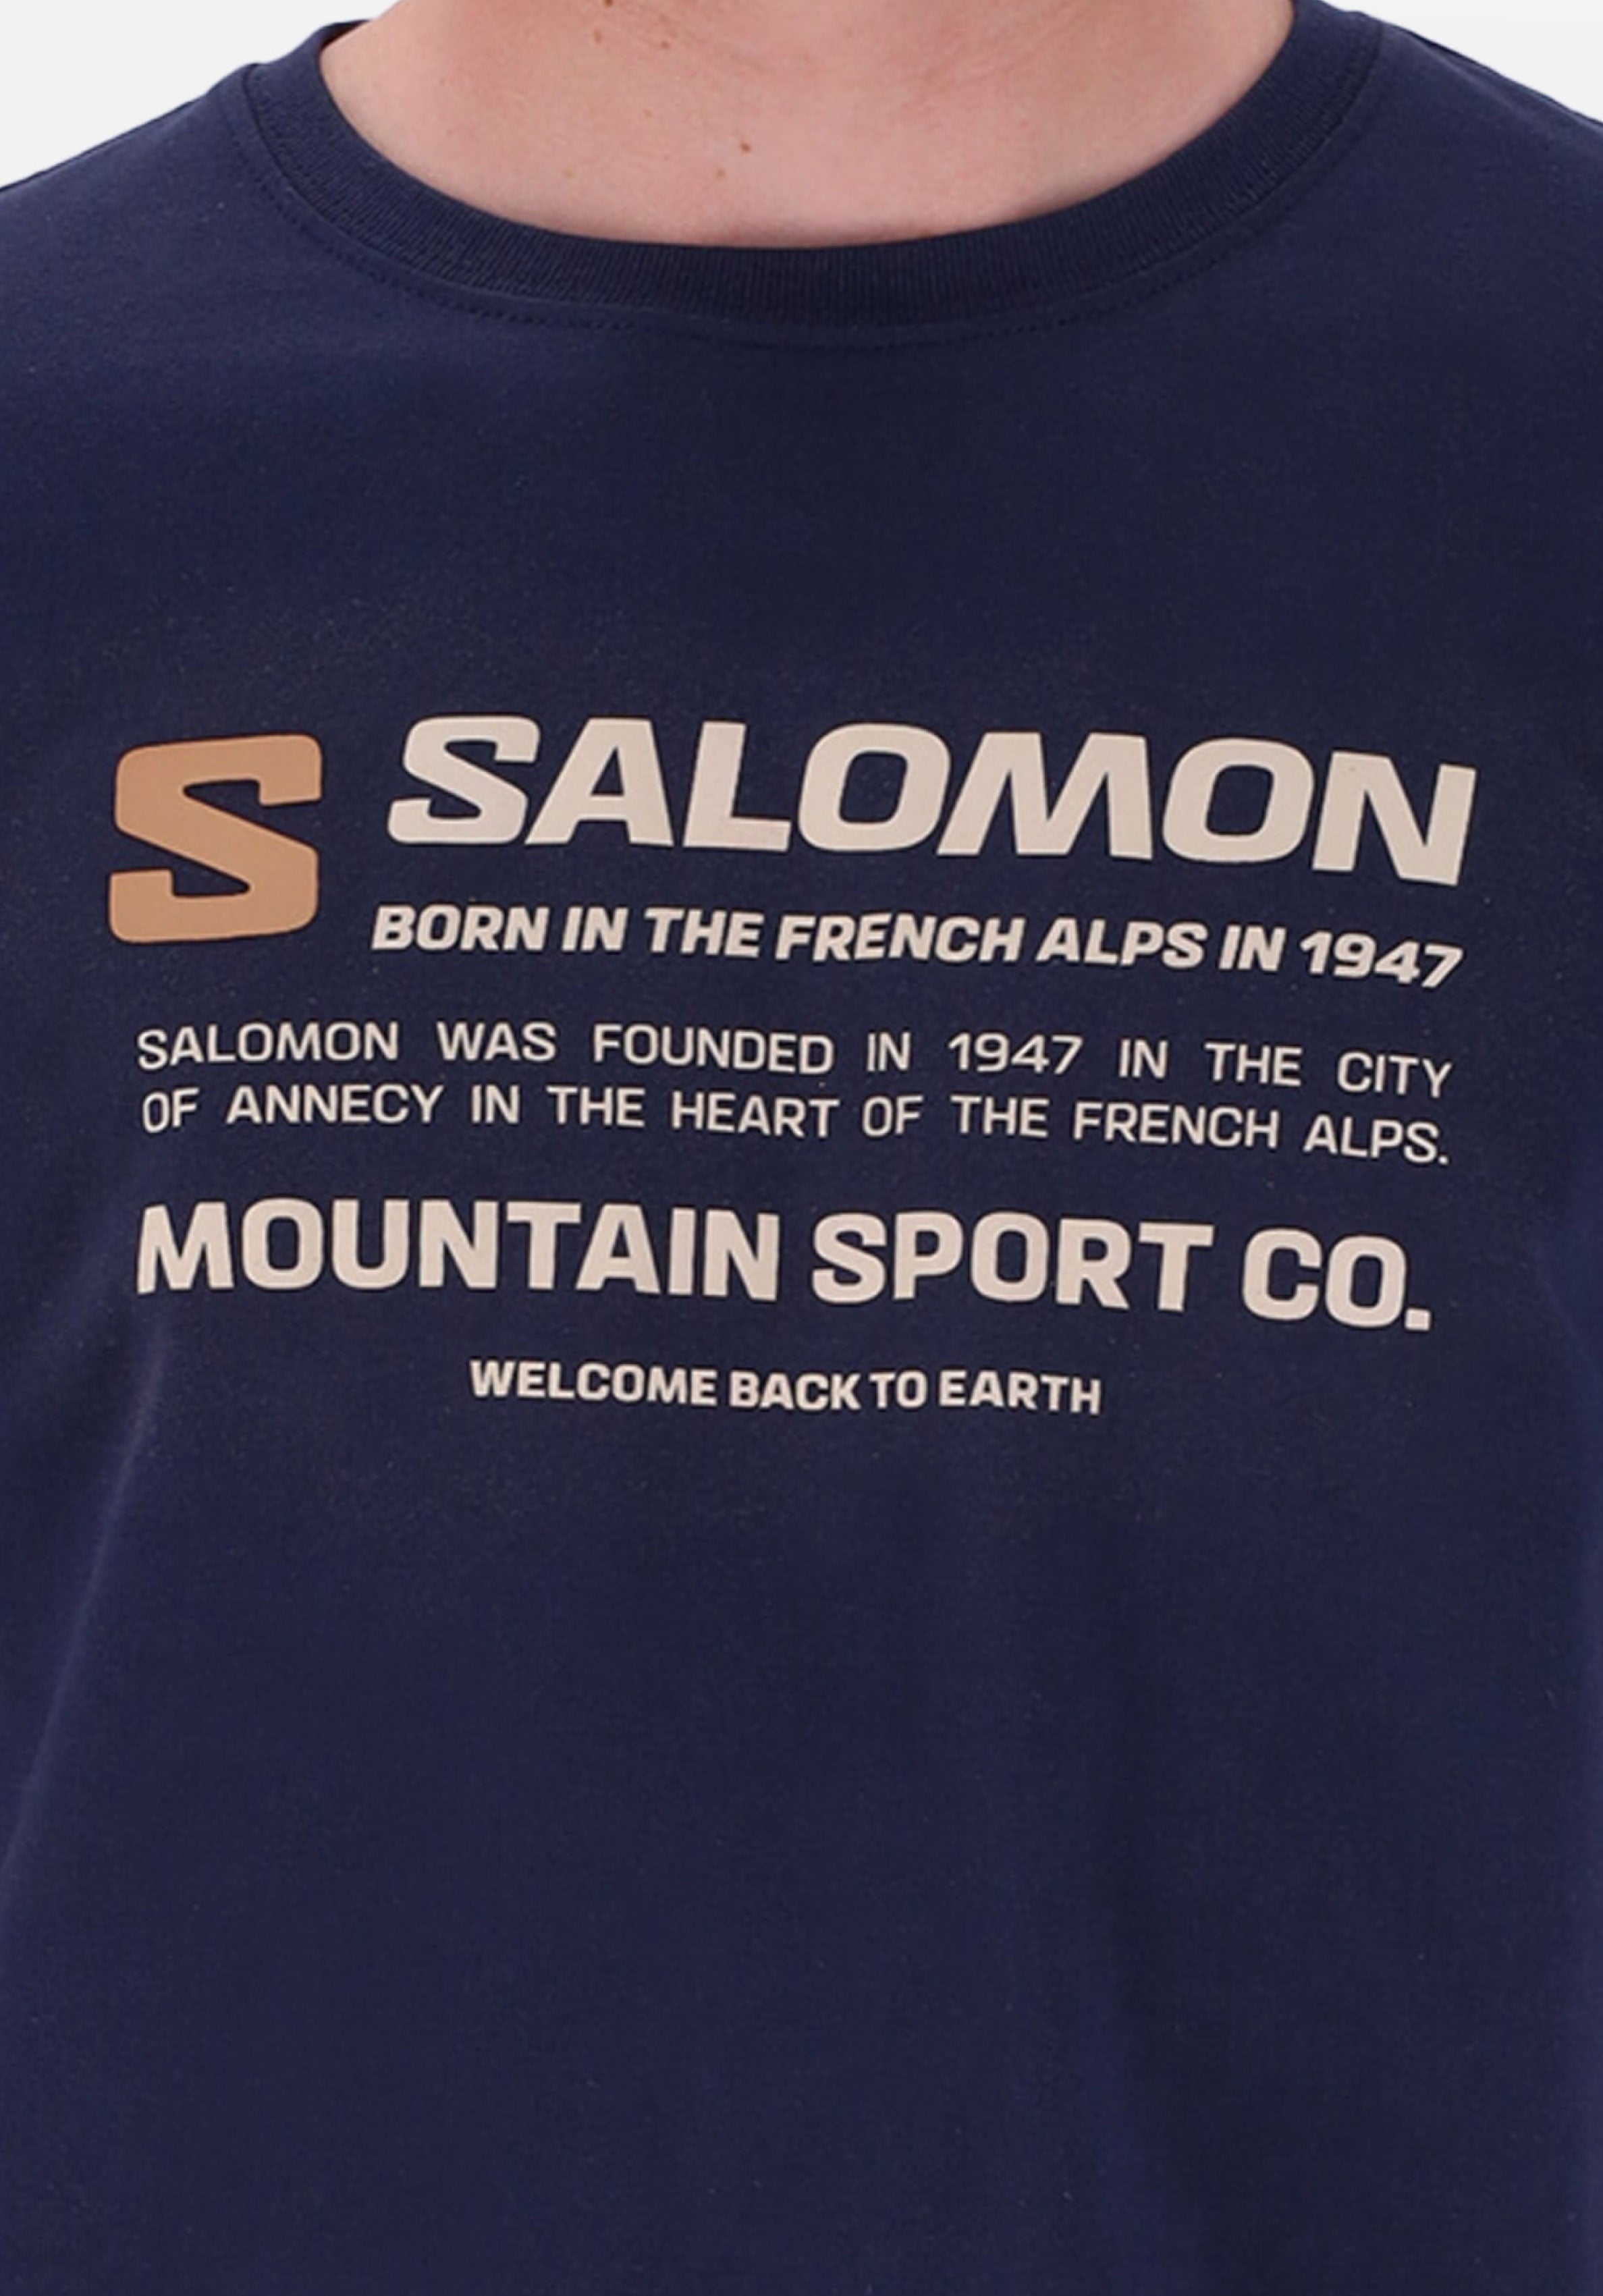 S SALOMON
BORN IN THE FRENCH ALPS IN 1947
SALOMON WAS FOUNDED IN 1947 IN THE CITY
OF ANNECY IN THE HEART OF THE FRENCH ALPS.
MOUNTAIN SPORT CO.
WELCOME BACK TO EARTH